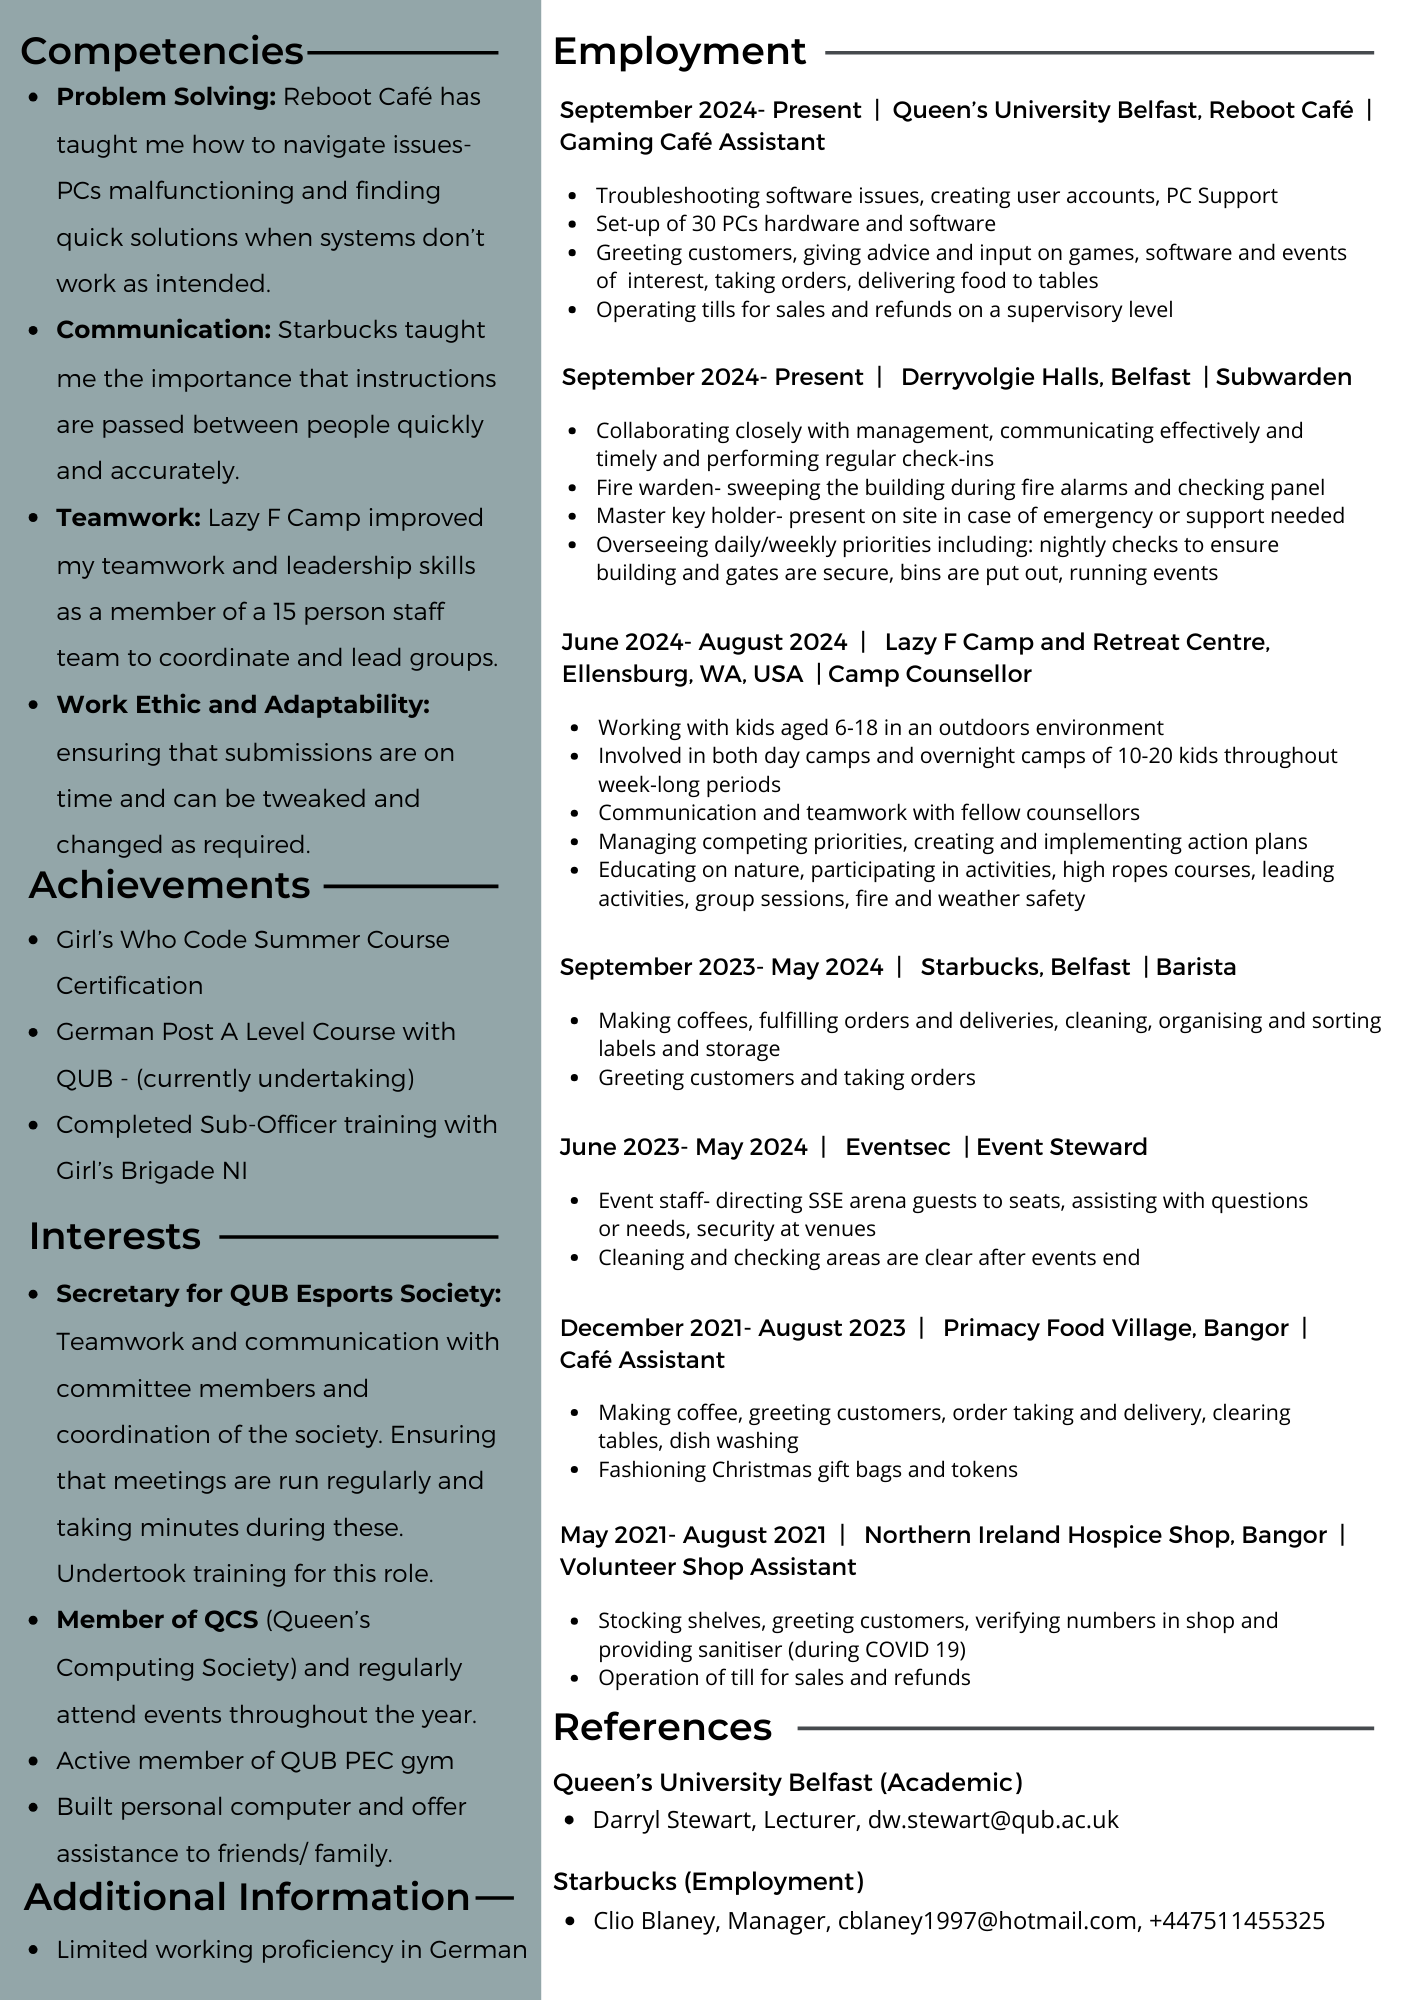 Competencies
• Problem Solving: Reboot Café has
taught me how to navigate issues-
PCs malfunctioning and finding
quick solutions when systems don’t
work as intended.
• Communication: Starbucks taught
me the importance that instructions
are passed between people quickly
and accurately.
• Teamwork: Lazy F Camp improved
my teamwork and leadership skills
as a member of a 15 person staff
team to coordinate and lead groups.
• Work Ethic and Adaptability:
ensuring that submissions are on
time and can be tweaked and
changed as required.
Achievements
• Girl’s Who Code Summer Course
Certification
• German Post A Level Course with
QUB - (currently undertaking)
• Completed Sub-Officer training with
Girl’s Brigade NI
Interests
• Secretary for QUB Esports Society:
Teamwork and communication with
committee members and
coordination of the society. Ensuring
that meetings are run regularly and
taking minutes during these.
Undertook training for this role.
• Member of QCS (Queen’s
Computing Society) and regularly
attend events throughout the year.
• Active member of QUB PEC gym
• Built personal computer and offer
assistance to friends/ family.
Additional Information
• Limited working proficiency in German
Employment
September 2024- Present | Queen’s University Belfast, Reboot Café |
Gaming Café Assistant
• Troubleshooting software issues, creating user accounts, PC Support
• Set-up of 30 PCs hardware and software
• Greeting customers, giving advice and input on games, software and events
of interest, taking orders, delivering food to tables
• Operating tills for sales and refunds on a supervisory level
September 2024- Present | Derryvolgie Halls, Belfast | Subwarden
• Collaborating closely with management, communicating effectively and
timely and performing regular check-ins
• Fire warden- sweeping the building during fire alarms and checking panel
• Master key holder- present on site in case of emergency or support needed
• Overseeing daily/weekly priorities including: nightly checks to ensure
building and gates are secure, bins are put out, running events
June 2024- August 2024 | Lazy F Camp and Retreat Centre,
Ellensburg, WA, USA | Camp Counsellor
• Working with kids aged 6-18 in an outdoors environment
• Involved in both day camps and overnight camps of 10-20 kids throughout
week-long periods
• Communication and teamwork with fellow counsellors
• Managing competing priorities, creating and implementing action plans
• Educating on nature, participating in activities, high ropes courses, leading
activities, group sessions, fire and weather safety
September 2023- May 2024 | Starbucks, Belfast | Barista
• Making coffees, fulfilling orders and deliveries, cleaning, organising and sorting
labels and storage
• Greeting customers and taking orders
June 2023- May 2024 | Eventsec | Event Steward
• Event staff- directing SSE arena guests to seats, assisting with questions
or needs, security at venues
• Cleaning and checking areas are clear after events end
December 2021- August 2023 | Primacy Food Village, Bangor |
Café Assistant
• Making coffee, greeting customers, order taking and delivery, clearing
tables, dish washing
• Fashioning Christmas gift bags and tokens
May 2021- August 2021 | Northern Ireland Hospice Shop, Bangor |
Volunteer Shop Assistant
• Stocking shelves, greeting customers, verifying numbers in shop and
providing sanitiser (during COVID 19)
• Operation of till for sales and refunds
References
Queen’s University Belfast (Academic)
• Darryl Stewart, Lecturer, dw.stewart@qub.ac.uk
Starbucks (Employment)
• Clio Blaney, Manager, cblaney1997@hotmail.com, +447511455325